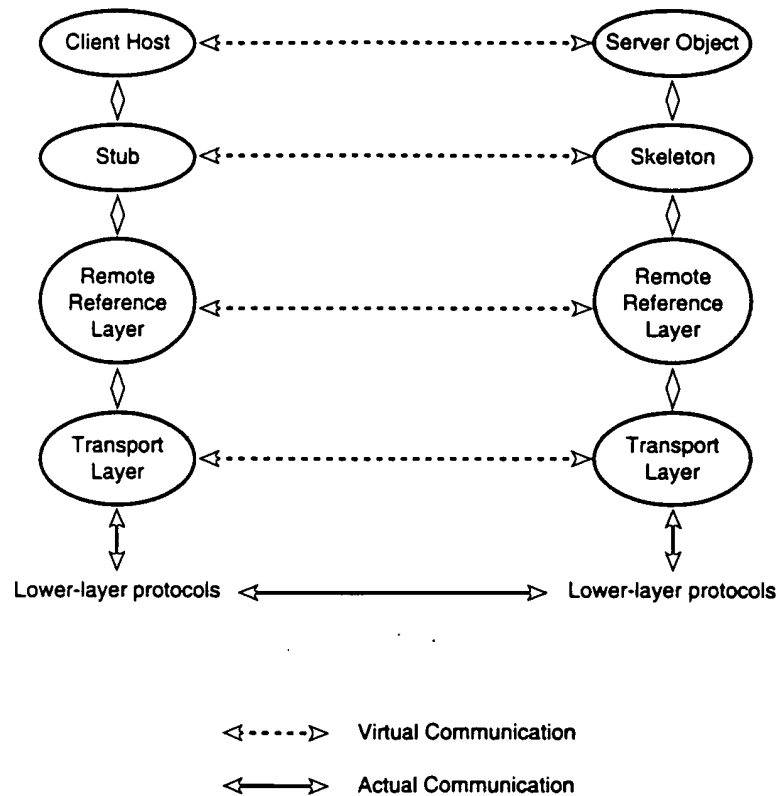 Client Host
Server Object
Stub
Skeleton
Remote
Reference
Layer
Remote
Reference
Layer
Transport
Layer
Transport
Layer
Lower-layer protocols
Lower-layer protocols
Virtual Communication
Actual Communication